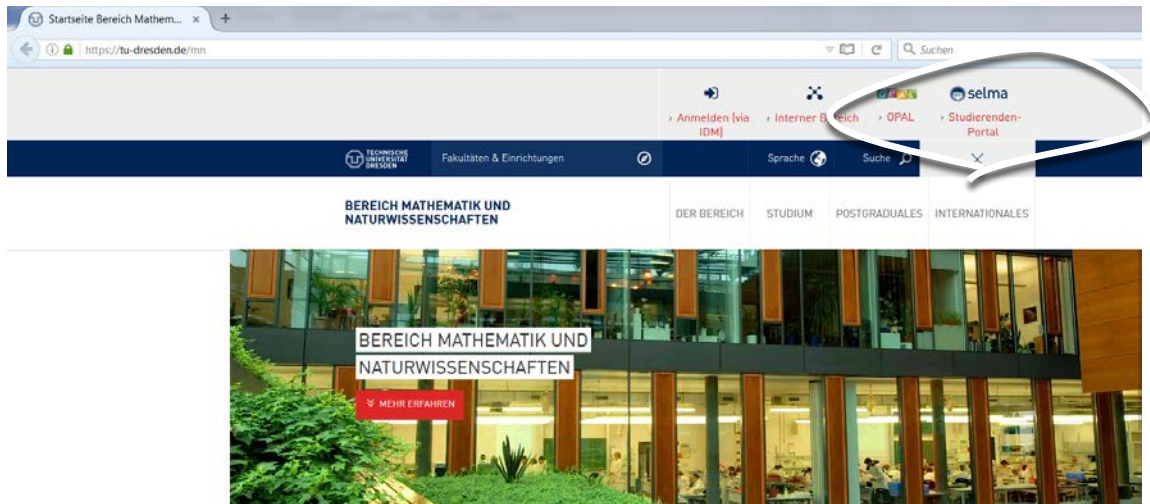 Startseite Bereich Mathem... × +
https://tu-dresden.de/mn
Suchen
selma
› Anmelden (via IDM)
› Interner Bereich
› OPAL
› Studierenden-
Portal
TECHNISCHE
UNIVERSITÄT
DRESDEN
Fakultäten & Einrichtungen
Sprache
Suche
BEREICH MATHEMATIK UND
NATURWISSENSCHAFTEN
DER BEREICH
STUDIUM
POSTGRADUALES
INTERNATIONALES
BEREICH MATHEMATIK UND
NATURWISSENSCHAFTEN
MEHR ERFAHREN